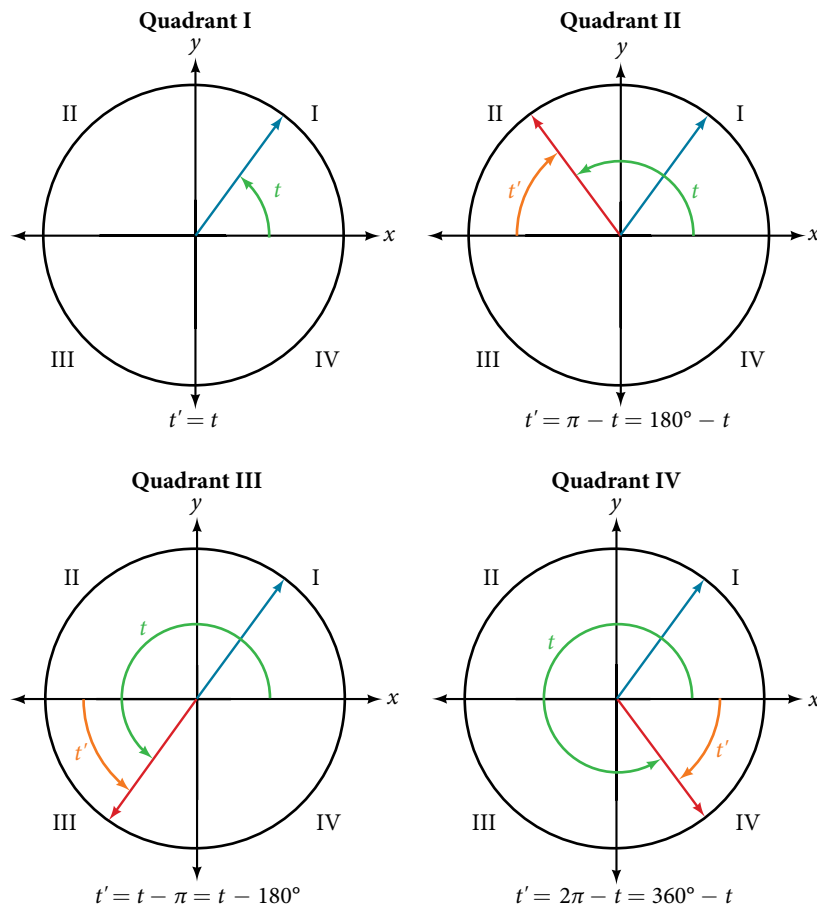 Quadrant I
y
II
I
t
x
III
IV
t′ = t
Quadrant II
y
II
I
t′
t
x
III
IV
t′ = π − t = 180° − t
Quadrant III
y
II
I
t
x
t′
III
IV
t′ = t − π = t − 180°
Quadrant IV
y
II
I
t
x
t′
III
IV
t′ = 2π − t = 360° − t